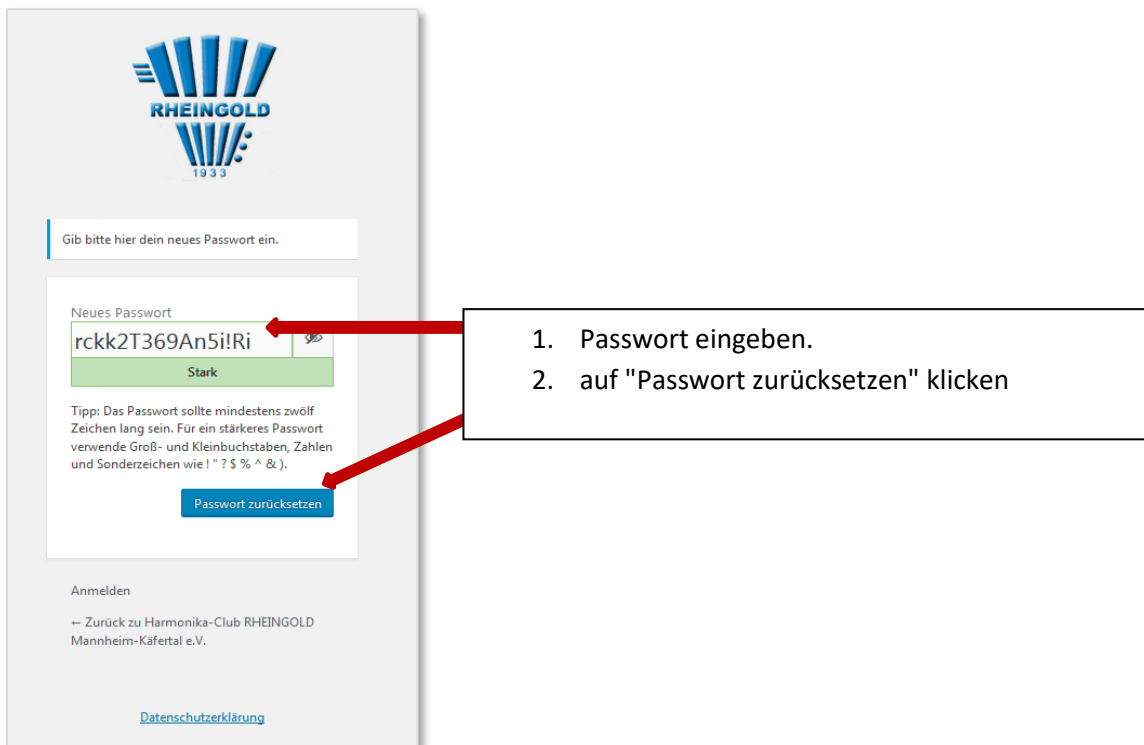 RHEINGOLD
1933
Gib bitte hier dein neues Passwort ein.
Neues Passwort
rckk2T369An5i!Ri
Stark
Tipp: Das Passwort sollte mindestens zwölf
Zeichen lang sein. Für ein stärkeres Passwort
verwende Groß- und Kleinbuchstaben, Zahlen
und Sonderzeichen wie ! " ? $ % ^ & ).
Passwort zurücksetzen
Anmelden
← Zurück zu Harmonika-Club RHEINGOLD
Mannheim-Käfertal e.V.
Datenschutzerklärung
1. Passwort eingeben.
2. auf "Passwort zurücksetzen" klicken